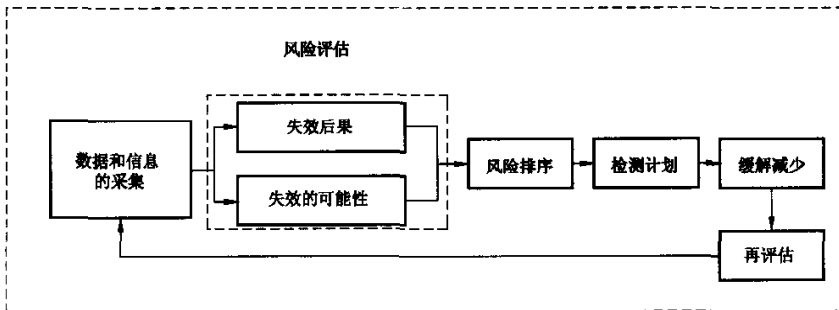 风险评估
失效后果
数据和信息
的采集
失效的可能性
风险排序
检测计划
缓解减少
再评估